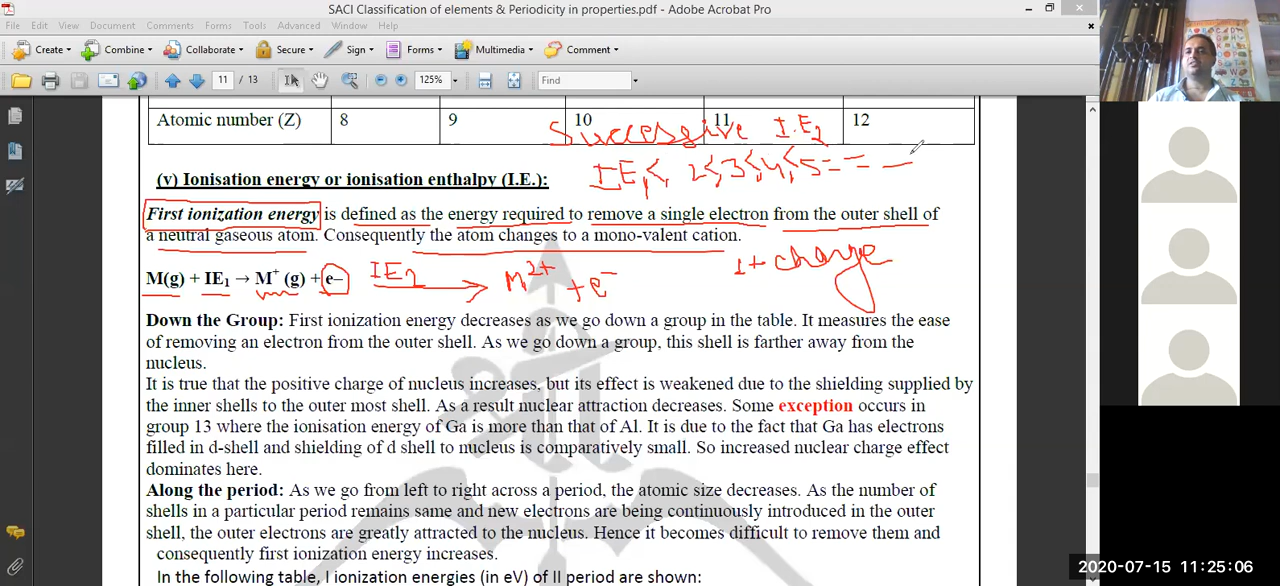 SACI Classification of elements & Periodicity in properties.pdf - Adobe Acrobat Pro
File Edit View Document Comments Forms Tools Advanced Window Help
Create Combine Collaborate Secure Sign Forms Multimedia Comment
11 / 13 125% Find
Atomic number (Z) 8 9 10 11 12
Successive I.E2
IE1 <, 2 <, 3 <, 4 <, 5 = = =
(v) Ionisation energy or ionisation enthalpy (I.E.):
First ionization energy is defined as the energy required to remove a single electron from the outer shell of
a neutral gaseous atom. Consequently the atom changes to a mono-valent cation.
1+ charge
M(g) + IE1 → M+ (g) + e– IE2 → M2+ + e-
Down the Group: First ionization energy decreases as we go down a group in the table. It measures the ease
of removing an electron from the outer shell. As we go down a group, this shell is farther away from the
nucleus.
It is true that the positive charge of nucleus increases, but its effect is weakened due to the shielding supplied by
the inner shells to the outer most shell. As a result nuclear attraction decreases. Some exception occurs in
group 13 where the ionisation energy of Ga is more than that of Al. It is due to the fact that Ga has electrons
filled in d-shell and shielding of d shell to nucleus is comparatively small. So increased nuclear charge effect
dominates here.
Along the period: As we go from left to right across a period, the atomic size decreases. As the number of
shells in a particular period remains same and new electrons are being continuously introduced in the outer
shell, the outer electrons are greatly attracted to the nucleus. Hence it becomes difficult to remove them and
consequently first ionization energy increases.
In the following table, I ionization energies (in eV) of II period are shown:
2020-07-15 11:25:06